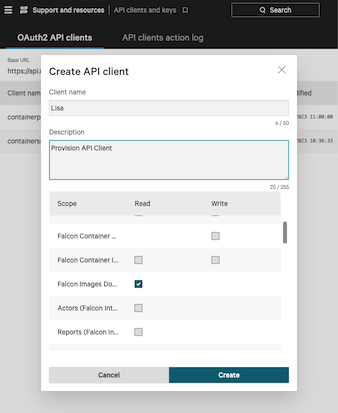 Support and resources | API clients and keys
Search
OAuth2 API clients
API clients action log
Base URL
https://api.
Create API client
Client name
Lisa
4 / 50
Description
Provision API Client
20 / 255
Scope Read Write
Falcon Container ...
Falcon Container I...
Falcon Images Do...
Actors (Falcon Int...
Reports (Falcon In...
Cancel
Create
Client nam
ified
containerp
2023 11:00:00
containers
2023 10:36:33